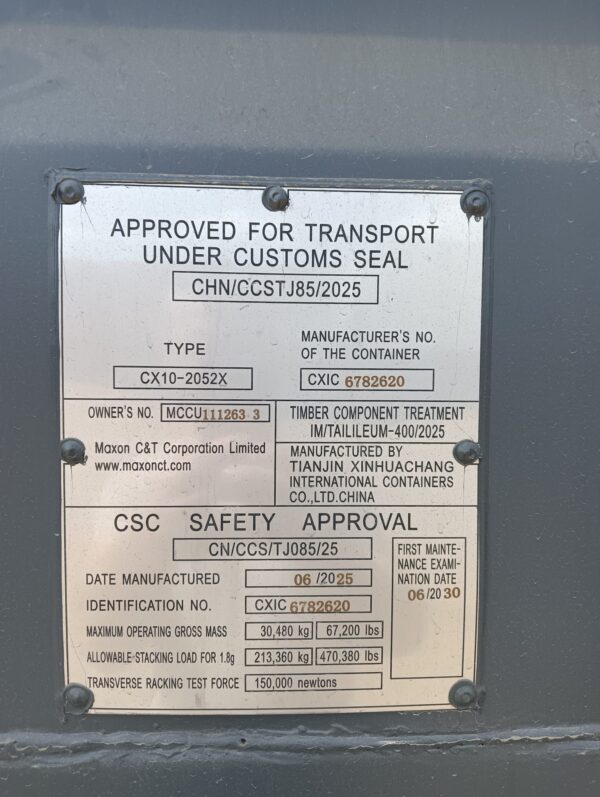 APPROVED FOR TRANSPORT
UNDER CUSTOMS SEAL
CHN/CCSTJ85/2025
TYPE
CX10-2052X
MANUFACTURER'S NO.
OF THE CONTAINER
CXIC 6782620
OWNER'S NO. MCCU111263 3
Maxon C&T Corporation Limited
www.maxonct.com
TIMBER COMPONENT TREATMENT
IM/TAILILEUM-400/2025
MANUFACTURED BY
TIANJIN XINHUACHANG
INTERNATIONAL CONTAINERS
CO.,LTD.CHINA
CSC SAFETY APPROVAL
CN/CCS/TJ085/25
DATE MANUFACTURED 06/2025
IDENTIFICATION NO. CXIC 6782620
MAXIMUM OPERATING GROSS MASS 30,480 kg 67,200 lbs
ALLOWABLE STACKING LOAD FOR 1.8g 213,360 kg 470,380 lbs
TRANSVERSE RACKING TEST FORCE 150,000 newtons
FIRST MAINTE-
NANCE EXAMI-
NATION DATE
06/2030